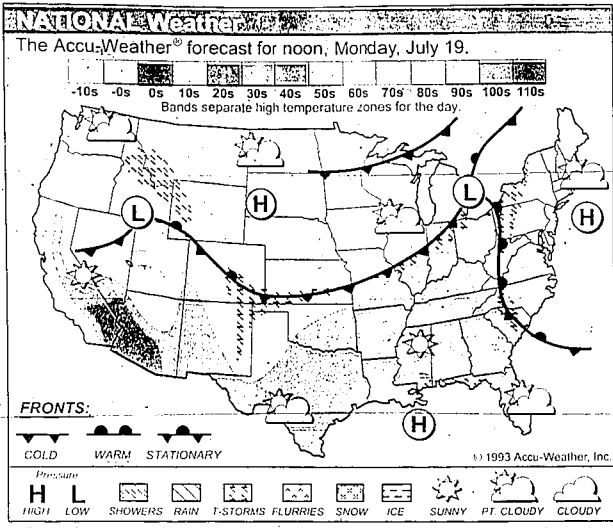 NATIONAL Weather
The Accu-Weather® forecast for noon, Monday, July 19.
-10s -0s 0s 10s 20s 30s 40s 50s 60s 70s 80s 90s 100s 110s
Bands separate high temperature zones for the day.
L
H
L
H
H
FRONTS:
COLD WARM STATIONARY
© 1993 Accu-Weather, Inc.
Pressure
H L
HIGH LOW SHOWERS RAIN T-STORMS FLURRIES SNOW ICE SUNNY PT. CLOUDY CLOUDY